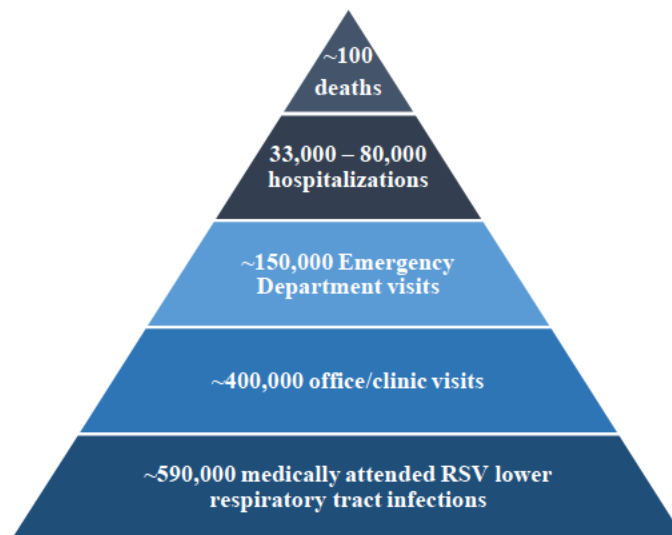 ~100
deaths
33,000 – 80,000
hospitalizations
~150,000 Emergency
Department visits
~400,000 office/clinic visits
~590,000 medically attended RSV lower
respiratory tract infections